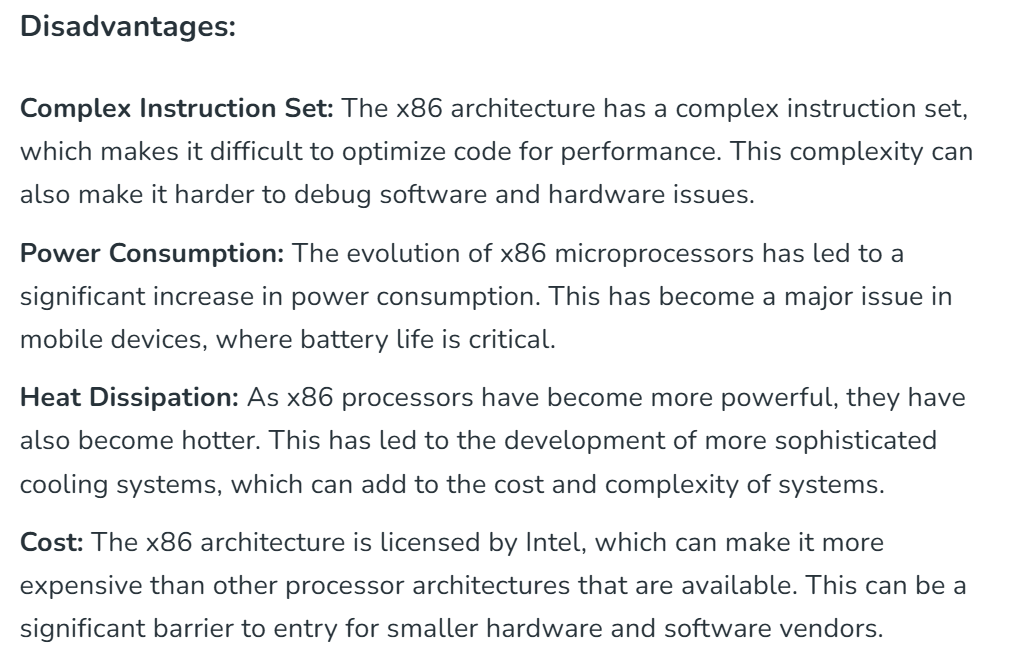 Disadvantages:
Complex Instruction Set: The x86 architecture has a complex instruction set,
which makes it difficult to optimize code for performance. This complexity can
also make it harder to debug software and hardware issues.
Power Consumption: The evolution of x86 microprocessors has led to a
significant increase in power consumption. This has become a major issue in
mobile devices, where battery life is critical.
Heat Dissipation: As x86 processors have become more powerful, they have
also become hotter. This has led to the development of more sophisticated
cooling systems, which can add to the cost and complexity of systems.
Cost: The x86 architecture is licensed by Intel, which can make it more
expensive than other processor architectures that are available. This can be a
significant barrier to entry for smaller hardware and software vendors.